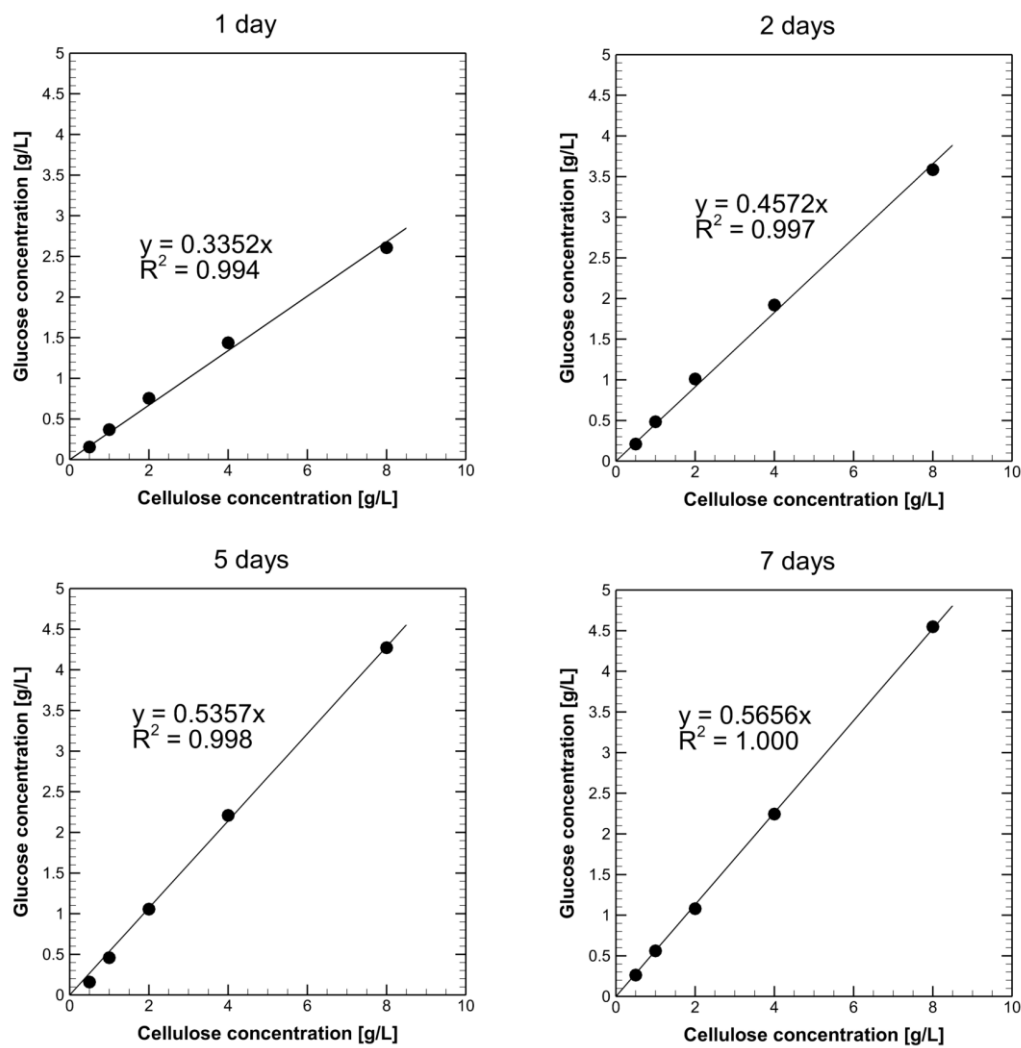 1 day
5
4.5
4
3.5
3
2.5
2
1.5
1
0.5
0
0 2 4 6 8 10
Glucose concentration [g/L]
Cellulose concentration [g/L]
y = 0.3352x
R² = 0.994
2 days
5
4.5
4
3.5
3
2.5
2
1.5
1
0.5
0
0 2 4 6 8 10
Glucose concentration [g/L]
Cellulose concentration [g/L]
y = 0.4572x
R² = 0.997
5 days
5
4.5
4
3.5
3
2.5
2
1.5
1
0.5
0
0 2 4 6 8 10
Glucose concentration [g/L]
Cellulose concentration [g/L]
y = 0.5357x
R² = 0.998
7 days
5
4.5
4
3.5
3
2.5
2
1.5
1
0.5
0
0 2 4 6 8 10
Glucose concentration [g/L]
Cellulose concentration [g/L]
y = 0.5656x
R² = 1.000